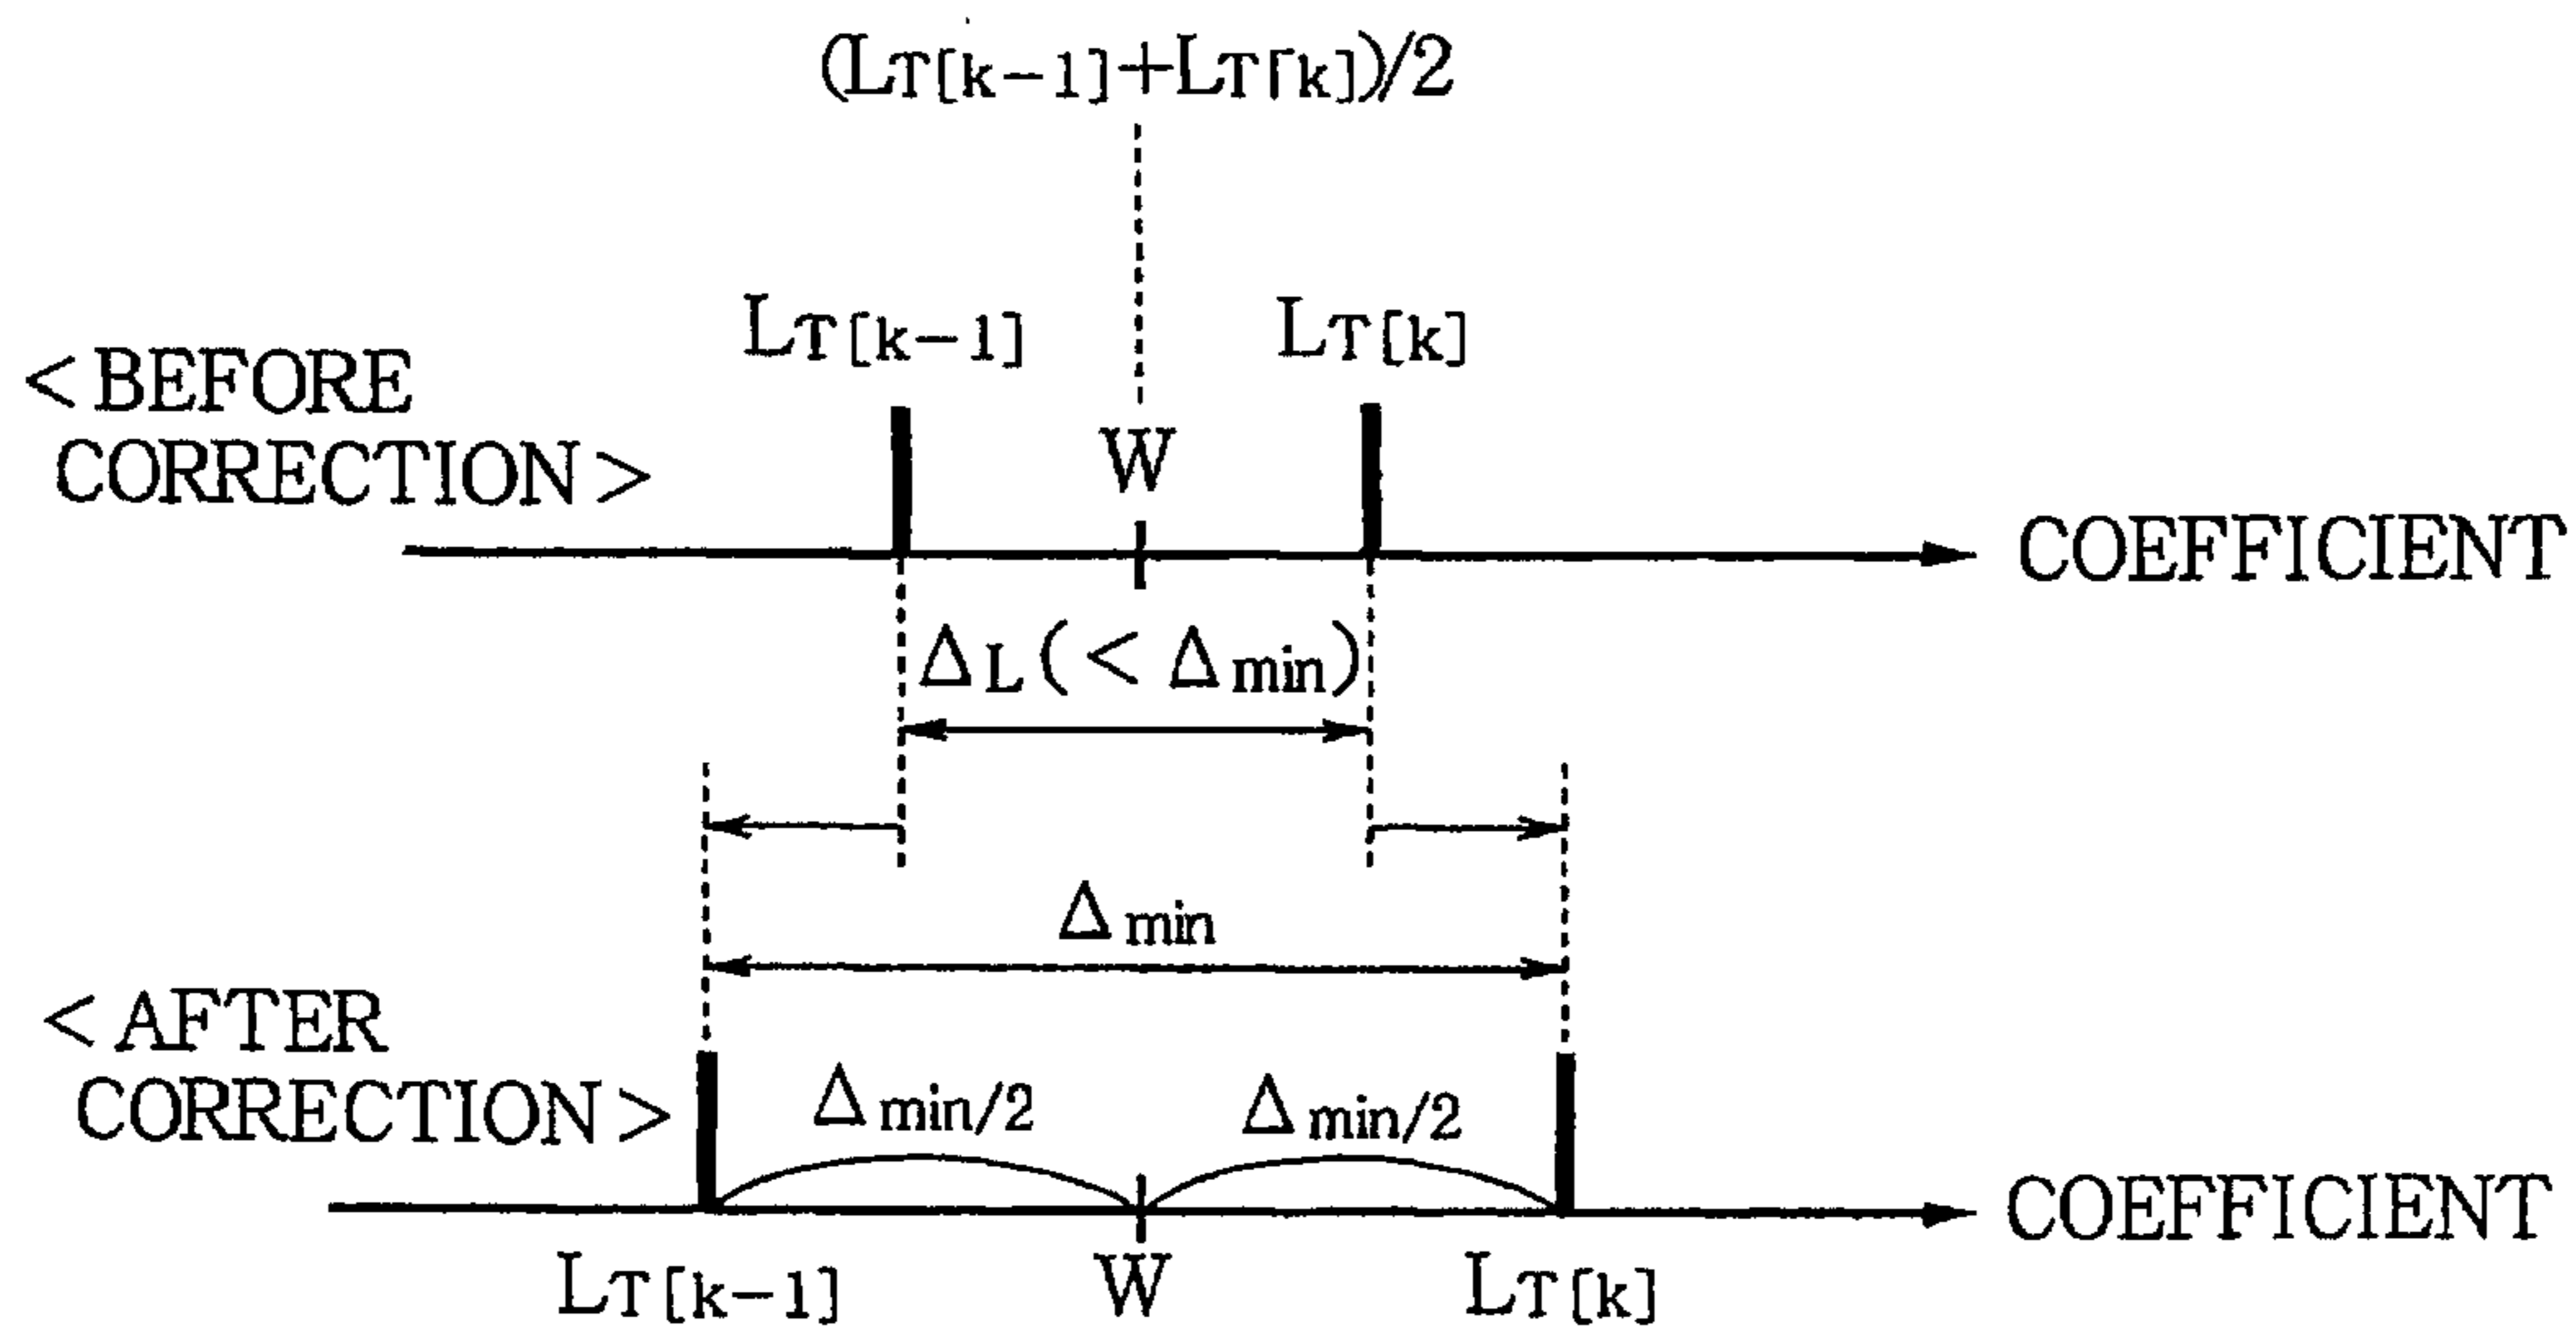 (LT[k-1]+LT[k])/2
LT[k-1]
LT[k]
<BEFORE
CORRECTION>
W
COEFFICIENT
ΔL(<Δmin)
Δmin
<AFTER
CORRECTION>
Δmin/2
Δmin/2
COEFFICIENT
LT[k-1]
W
LT[k]